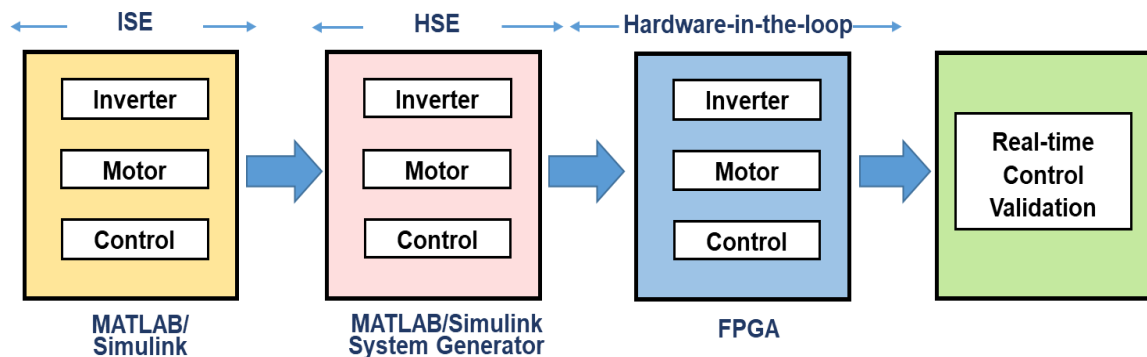 ISE
HSE
Hardware-in-the-loop
Inverter
Motor
Control
MATLAB/
Simulink
Inverter
Motor
Control
MATLAB/Simulink
System Generator
Inverter
Motor
Control
FPGA
Real-time
Control
Validation